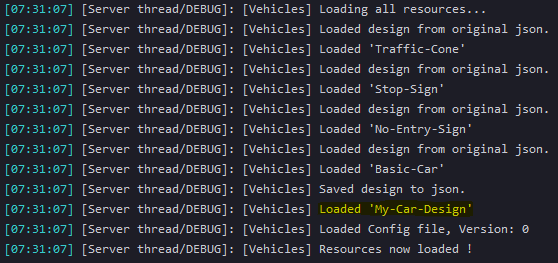 [07:31:07] [Server thread/DEBUG]: [Vehicles] Loading all resources...
[07:31:07] [Server thread/DEBUG]: [Vehicles] Loaded design from original json.
[07:31:07] [Server thread/DEBUG]: [Vehicles] Loaded 'Traffic-Cone'
[07:31:07] [Server thread/DEBUG]: [Vehicles] Loaded design from original json.
[07:31:07] [Server thread/DEBUG]: [Vehicles] Loaded 'Stop-Sign'
[07:31:07] [Server thread/DEBUG]: [Vehicles] Loaded design from original json.
[07:31:07] [Server thread/DEBUG]: [Vehicles] Loaded 'No-Entry-Sign'
[07:31:07] [Server thread/DEBUG]: [Vehicles] Loaded design from original json.
[07:31:07] [Server thread/DEBUG]: [Vehicles] Loaded 'Basic-Car'
[07:31:07] [Server thread/DEBUG]: [Vehicles] Saved design to json.
[07:31:07] [Server thread/DEBUG]: [Vehicles] Loaded 'My-Car-Design'
[07:31:07] [Server thread/DEBUG]: [Vehicles] Loaded Config file, Version: 0
[07:31:07] [Server thread/DEBUG]: [Vehicles] Resources now loaded !